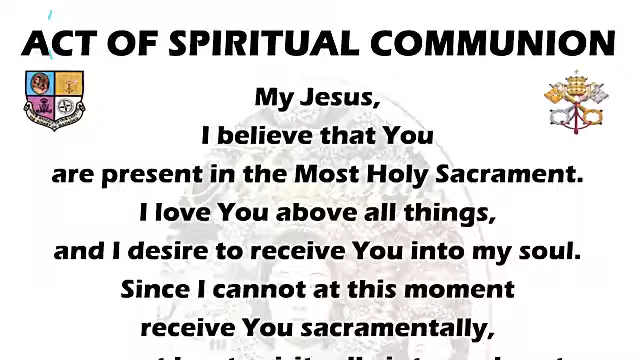 ACT OF SPIRITUAL COMMUNION
My Jesus,
I believe that You
are present in the Most Holy Sacrament.
I love You above all things,
and I desire to receive You into my soul.
Since I cannot at this moment
receive You sacramentally,